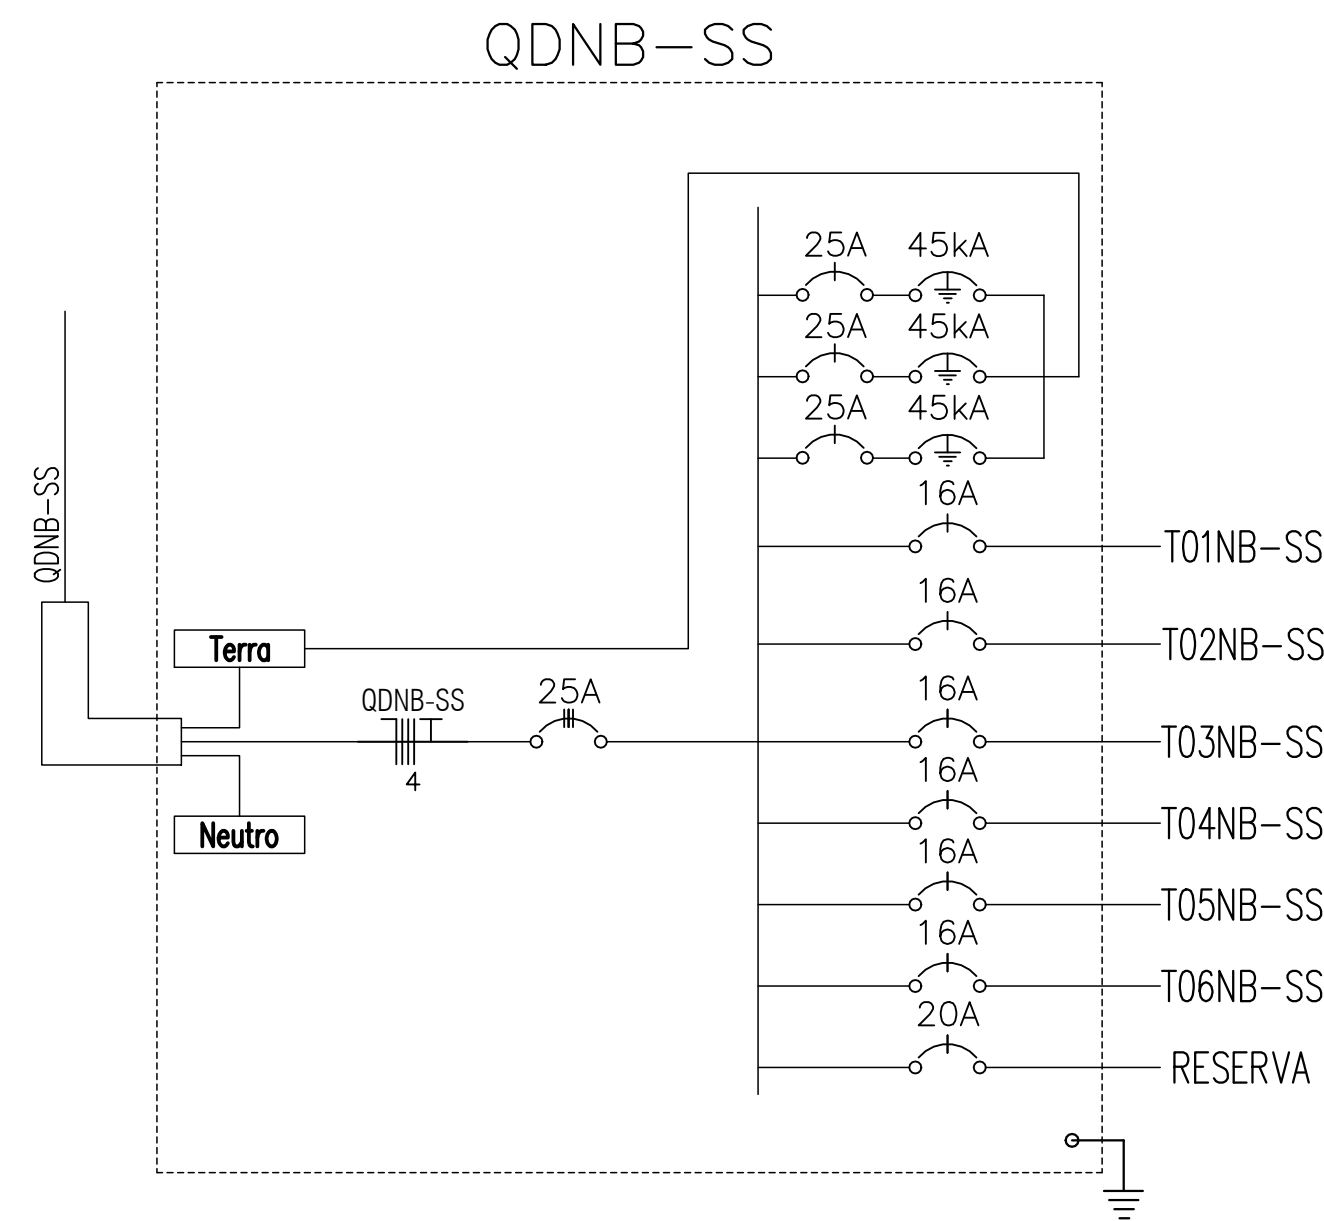 QDNB-SS
25A 45kA
25A 45kA
25A 45kA
16A
T01NB-SS
16A
T02NB-SS
16A
T03NB-SS
16A
T04NB-SS
16A
T05NB-SS
16A
T06NB-SS
20A
RESERVA
QDNB-SS
Terra
QDNB-SS
4
25A
Neutro